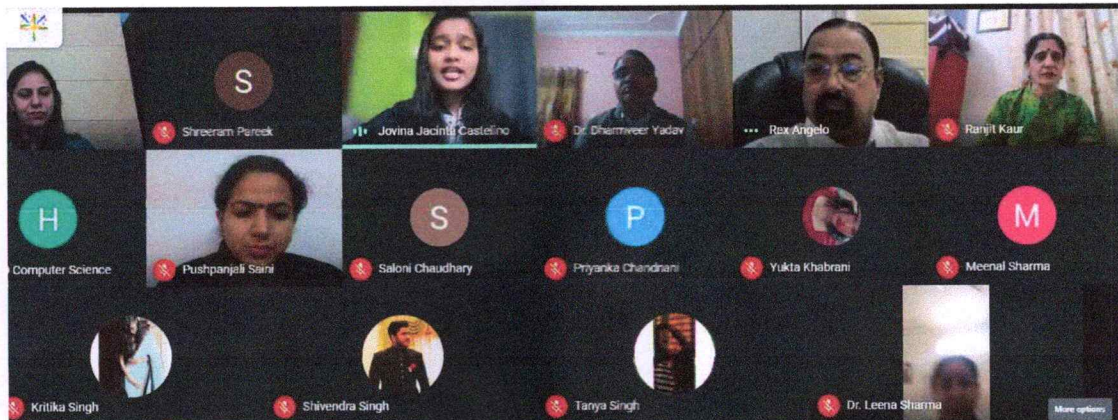 S
Shreeram Pareek
Jovina Jacinta Castelino
Dr. Dharmveer Yadav
Rex Angelo
Ranjit Kaur
H
Computer Science
Pushpanjali Saini
S
Saloni Chaudhary
P
Priyanka Chandnani
Yukta Khabrani
M
Meenal Sharma
Kritika Singh
Shivendra Singh
Tanya Singh
Dr. Leena Sharma
More options